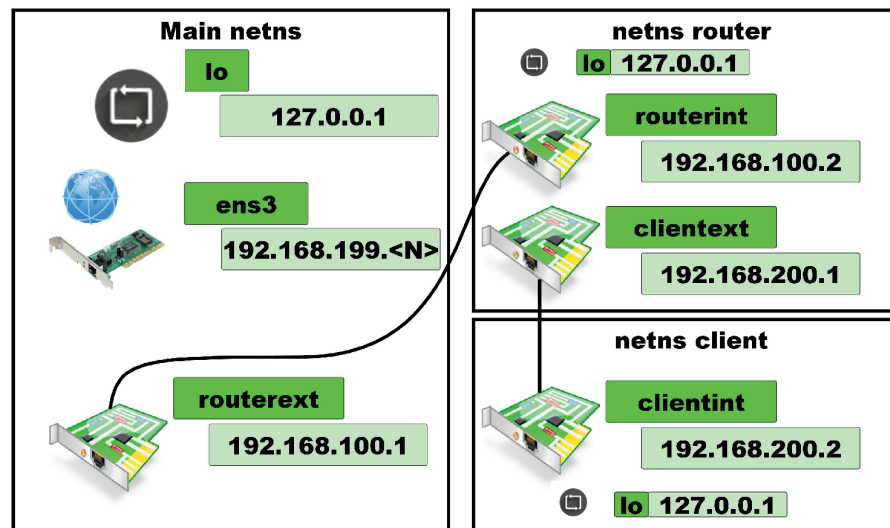 Main netns
lo
127.0.0.1
ens3
192.168.199.<N>
routerext
192.168.100.1
netns router
lo 127.0.0.1
routerint
192.168.100.2
clientext
192.168.200.1
netns client
clientint
192.168.200.2
lo 127.0.0.1